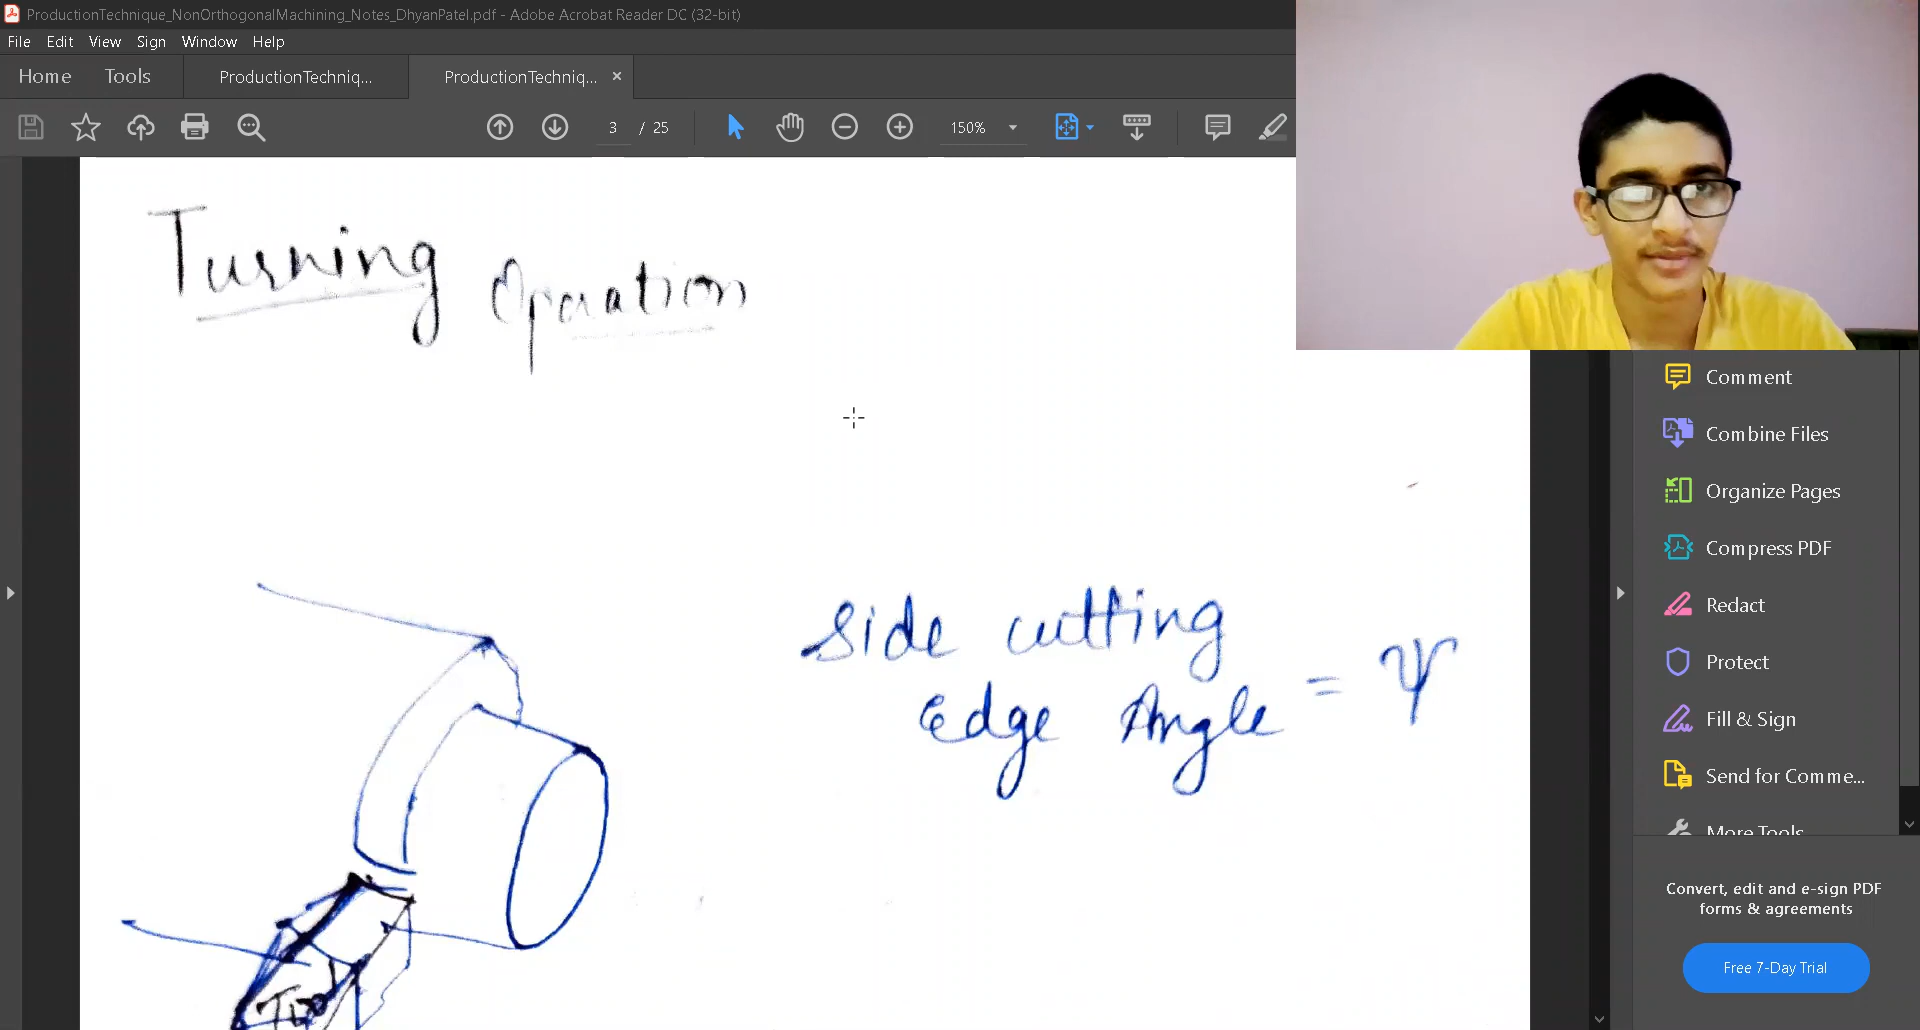 ProductionTechnique_NonOrthogonalMachining_Notes_DhyanPatel.pdf - Adobe Acrobat Reader DC (32-bit)
File Edit View Sign Window Help
Home Tools ProductionTechniq... ProductionTechniq... ×
3 / 25 150%
Turning Operation
Side cutting
Edge Angle = Ψ
Tool
Comment
Combine Files
Organize Pages
Compress PDF
Redact
Protect
Fill & Sign
Send for Comme...
More Tools
Convert, edit and e-sign PDF
forms & agreements
Free 7-Day Trial